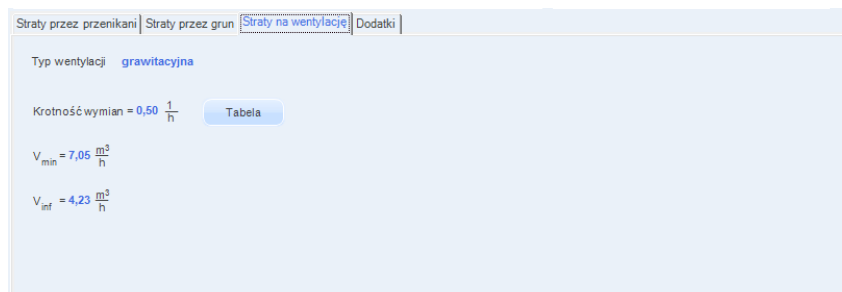 Straty przez przenikani Straty przez grun Straty na wentylację Dodatki
Typ wentylacji grawitacyjna
Krotność wymian = 0,50 1/h Tabela
Vmin = 7,05 m³/h
Vinf = 4,23 m³/h